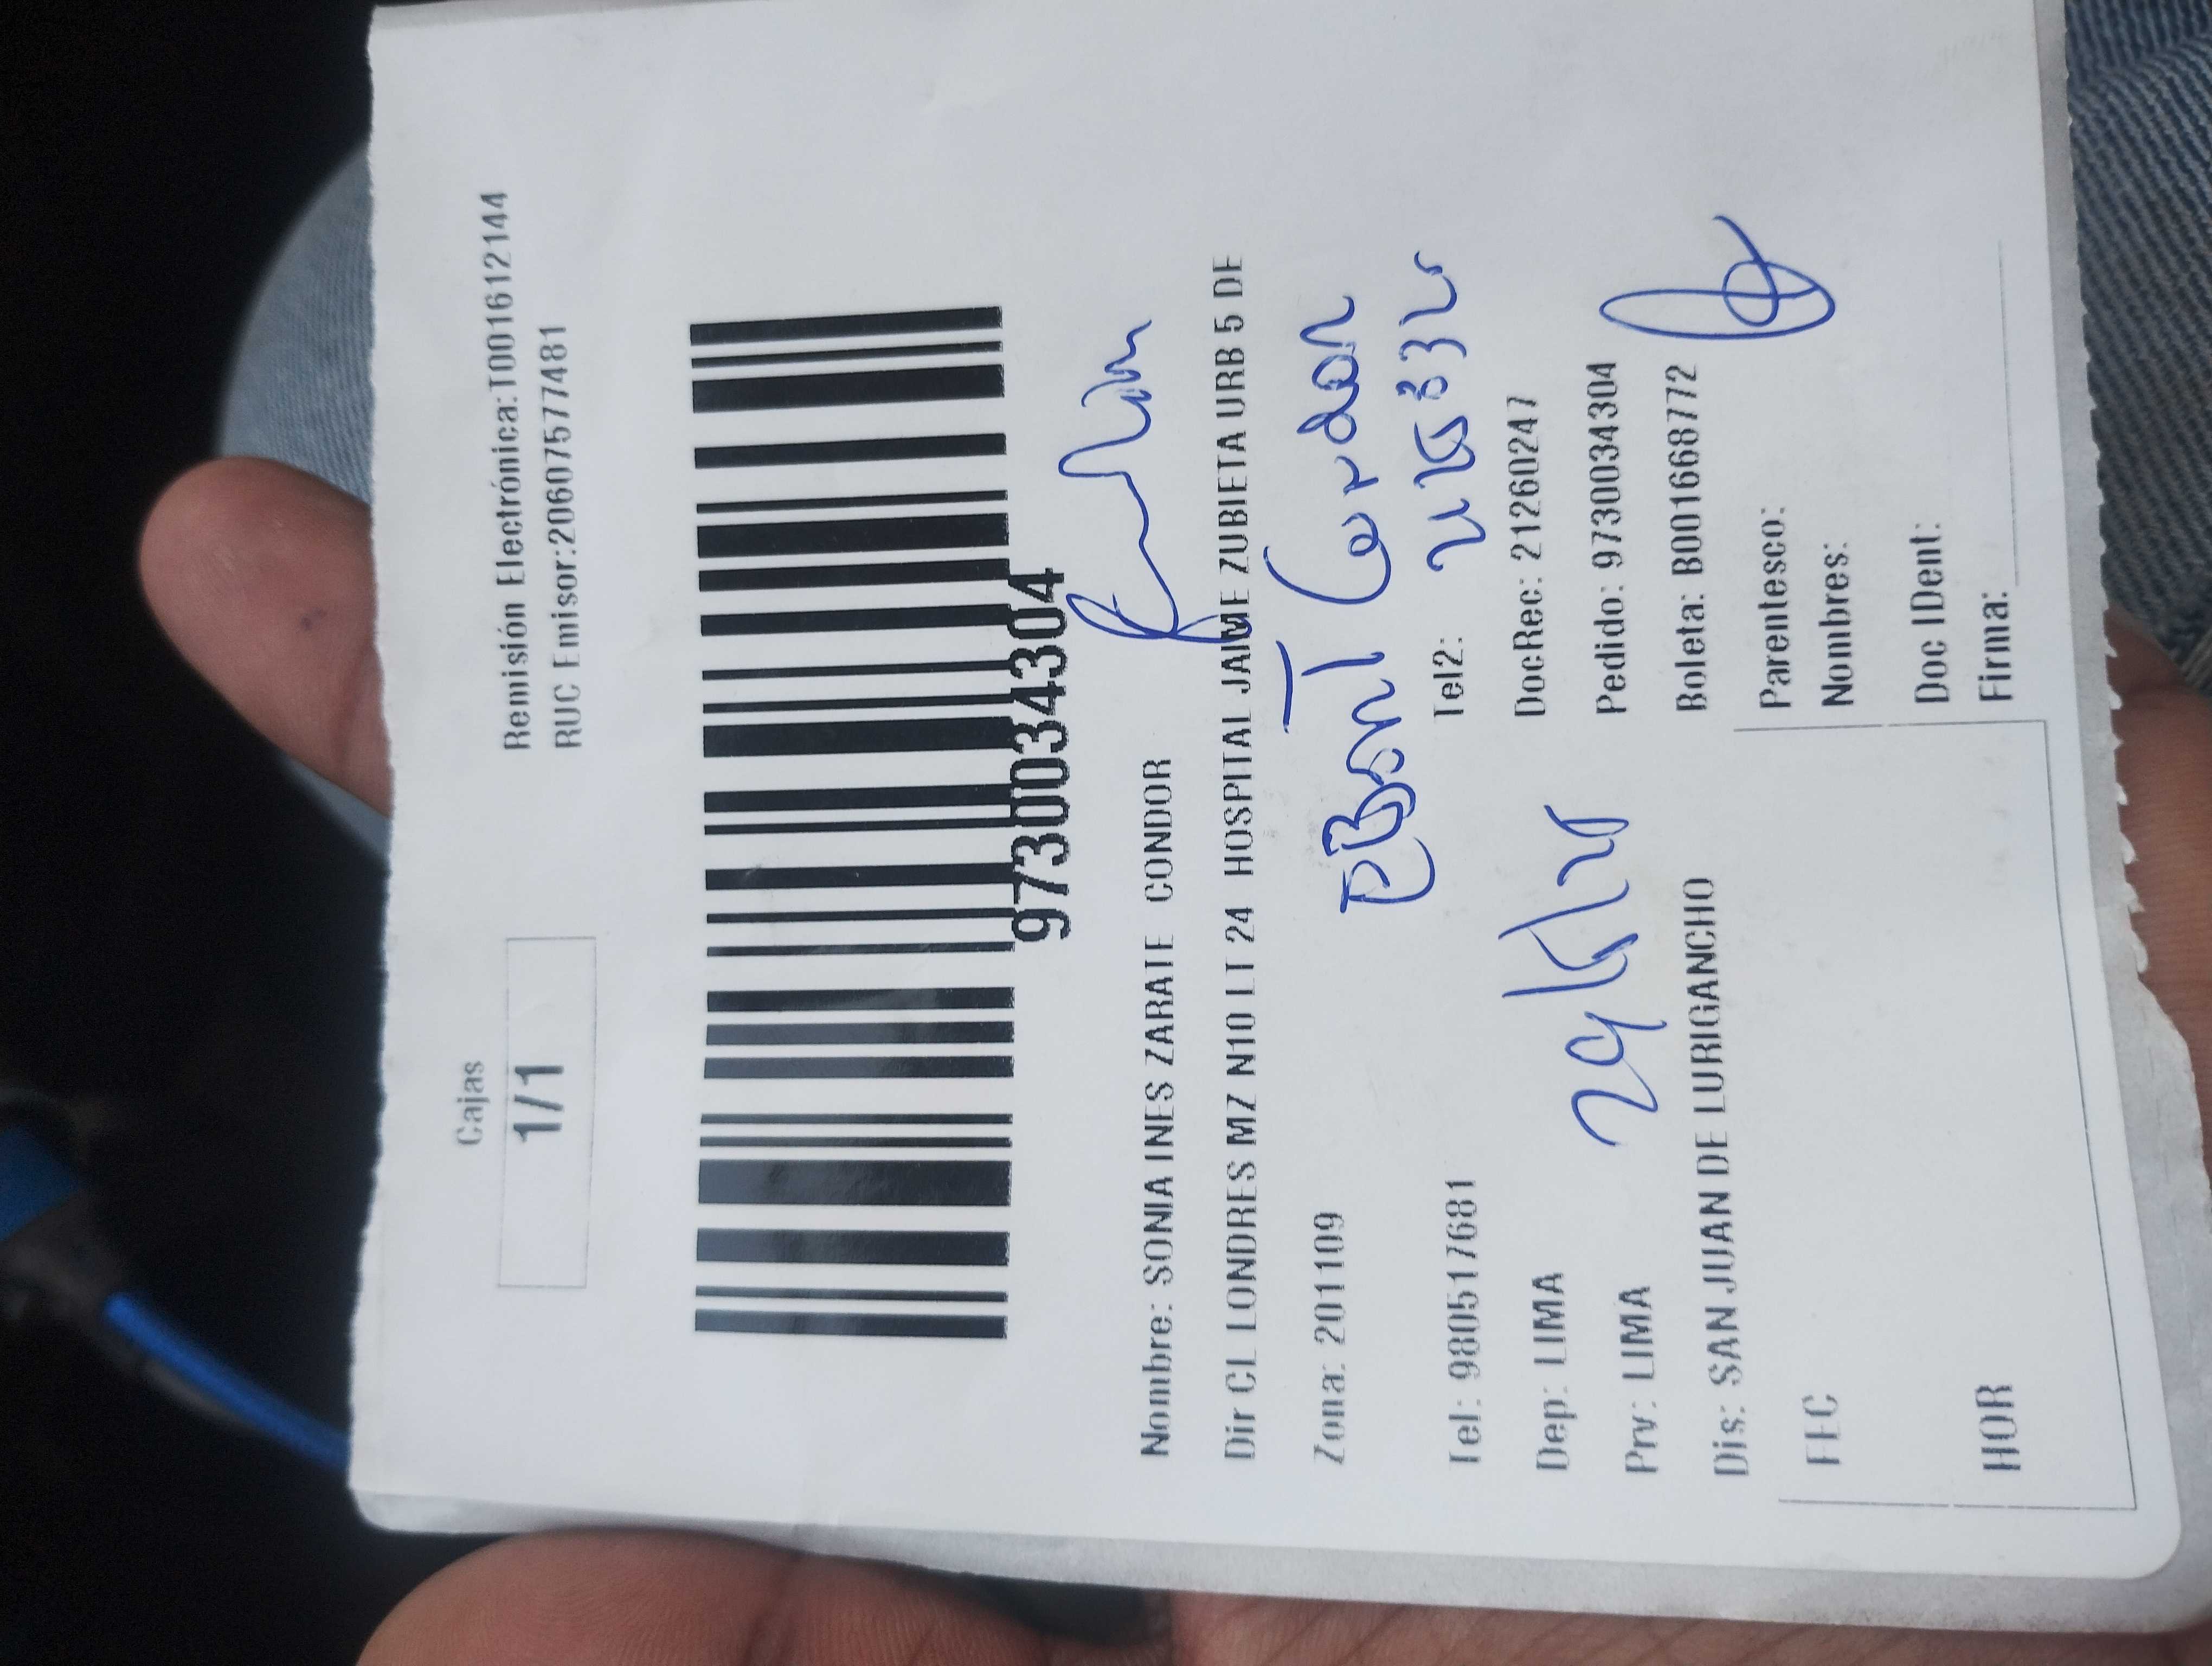 Cajas
1/1
Remisión Electrónica:T001612144
RUC Emisor:20607577481
9730034304
Nombre: SONIA INES ZARATE CONDOR
Dir CL LONDRES MZ N10 LT 24 HOSPITAL JAIME ZUBIETA URB 5 DE
Zona: 201109
Tel: 980517681
Tel2:
Dep: LIMA
DocRec: 21260247
Prv: LIMA
Pedido: 9730034304
Dis: SAN JUAN DE LURIGANCHO
Boleta: B001668772
FEC
HOR
Parentesco:
Nombres:
Doc IDent:
Firma: